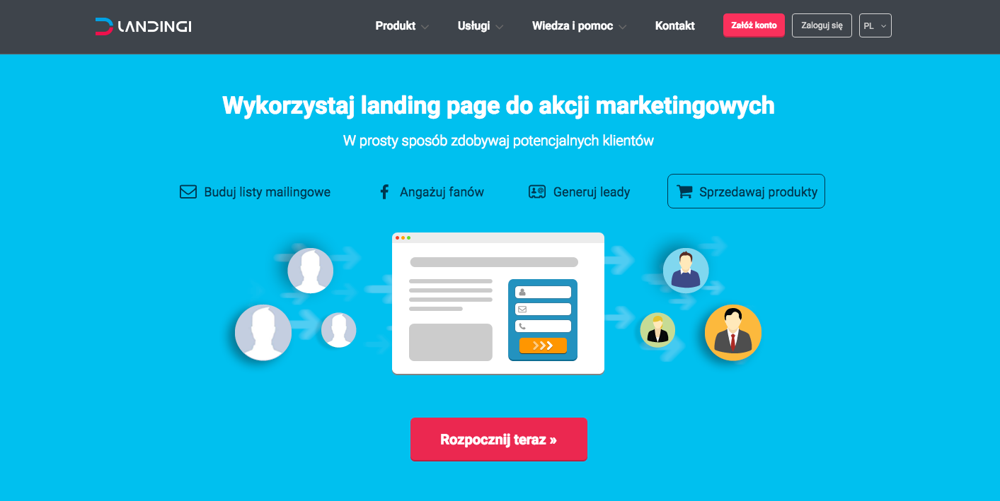 LANDINGI
Produkt
Usługi
Wiedza i pomoc
Kontakt
Załóż konto
Zaloguj się
PL
Wykorzystaj landing page do akcji marketingowych
W prosty sposób zdobywaj potencjalnych klientów
Buduj listy mailingowe
Angażuj fanów
Generuj leady
Sprzedawaj produkty
Rozpocznij teraz »